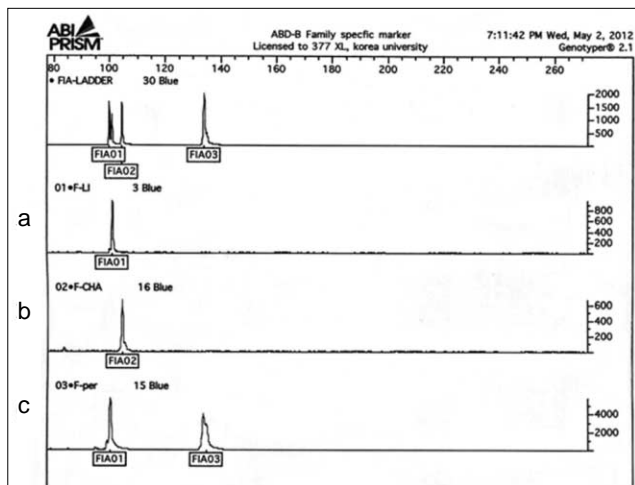 ABI PRISM
ABD-B Family specfic marker
7:11:42 PM Wed, May 2, 2012
Licensed to 377 XL, korea university
Genotyper® 2.1
80 100 120 140 160 180 200 220 240 260
• FIA-LADDER 30 Blue
2000
1500
1000
500
FIA01 FIA03
FIA02
a
01•F-LI 3 Blue
800
600
400
200
FIA01
b
02•F-CHA 16 Blue
600
400
200
FIA02
c
03•F-per 15 Blue
4000
2000
FIA01 FIA03